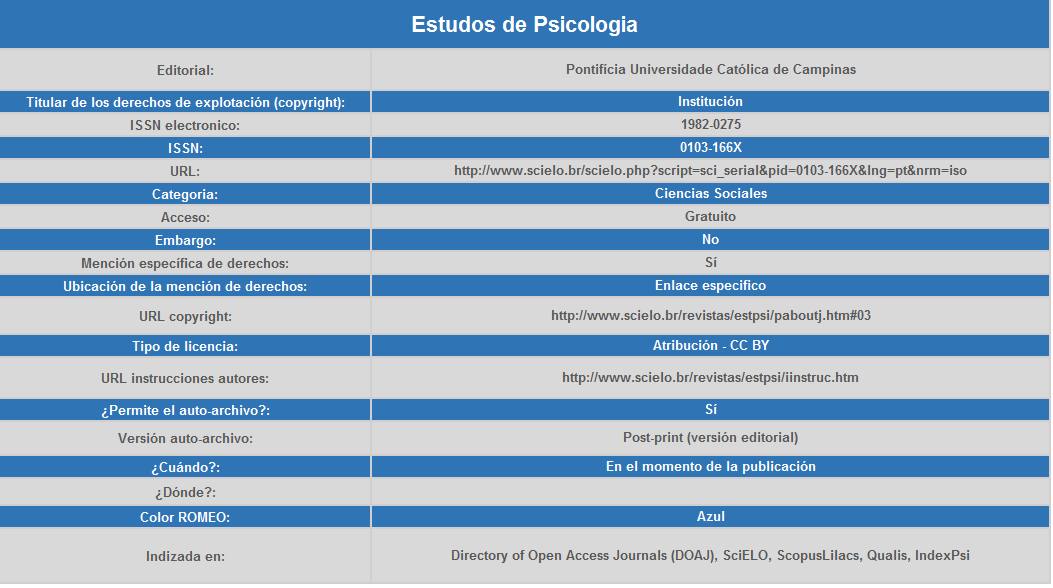 Estudos de Psicologia
Editorial: Pontifícia Universidade Católica de Campinas
Titular de los derechos de explotación (copyright): Institución
ISSN electronico: 1982-0275
ISSN: 0103-166X
URL: http://www.scielo.br/scielo.php?script=sci_serial&pid=0103-166X&lng=pt&nrm=iso
Categoria: Ciencias Sociales
Acceso: Gratuito
Embargo: No
Mención específica de derechos: Sí
Ubicación de la mención de derechos: Enlace especifico
URL copyright: http://www.scielo.br/revistas/estpsi/paboutj.htm#03
Tipo de licencia: Atribución - CC BY
URL instrucciones autores: http://www.scielo.br/revistas/estpsi/iinstruc.htm
¿Permite el auto-archivo?: Sí
Versión auto-archivo: Post-print (versión editorial)
¿Cuándo?: En el momento de la publicación
¿Dónde?:
Color ROMEO: Azul
Indizada en: Directory of Open Access Journals (DOAJ), SciELO, ScopusLilacs, Qualis, IndexPsi